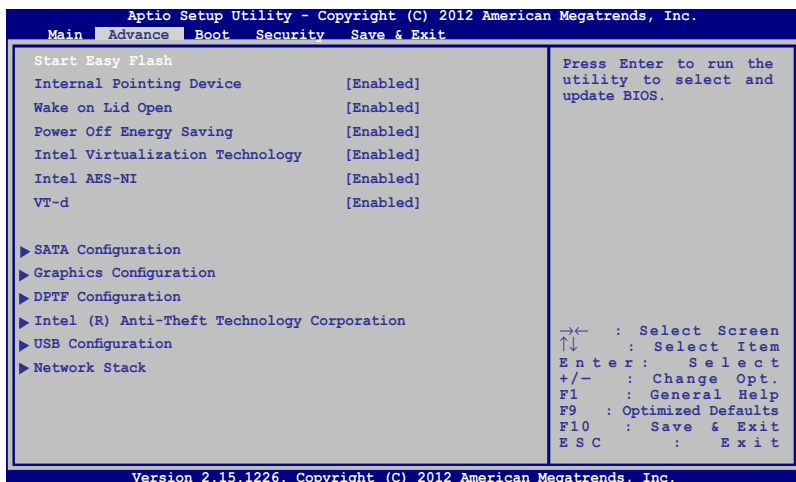 Aptio Setup Utility - Copyright (C) 2012 American Megatrends, Inc.
Main Advance Boot Security Save & Exit
Start Easy Flash
Internal Pointing Device [Enabled]
Wake on Lid Open [Enabled]
Power Off Energy Saving [Enabled]
Intel Virtualization Technology [Enabled]
Intel AES-NI [Enabled]
VT-d [Enabled]
SATA Configuration
Graphics Configuration
DPTF Configuration
Intel (R) Anti-Theft Technology Corporation
USB Configuration
Network Stack
Press Enter to run the
utility to select and
update BIOS.
→← : Select Screen
↑↓ : Select Item
Enter: Select
+/— : Change Opt.
F1 : General Help
F9 : Optimized Defaults
F10 : Save & Exit
ESC : Exit
Version 2.15.1226. Copyright (C) 2012 American Megatrends, Inc.